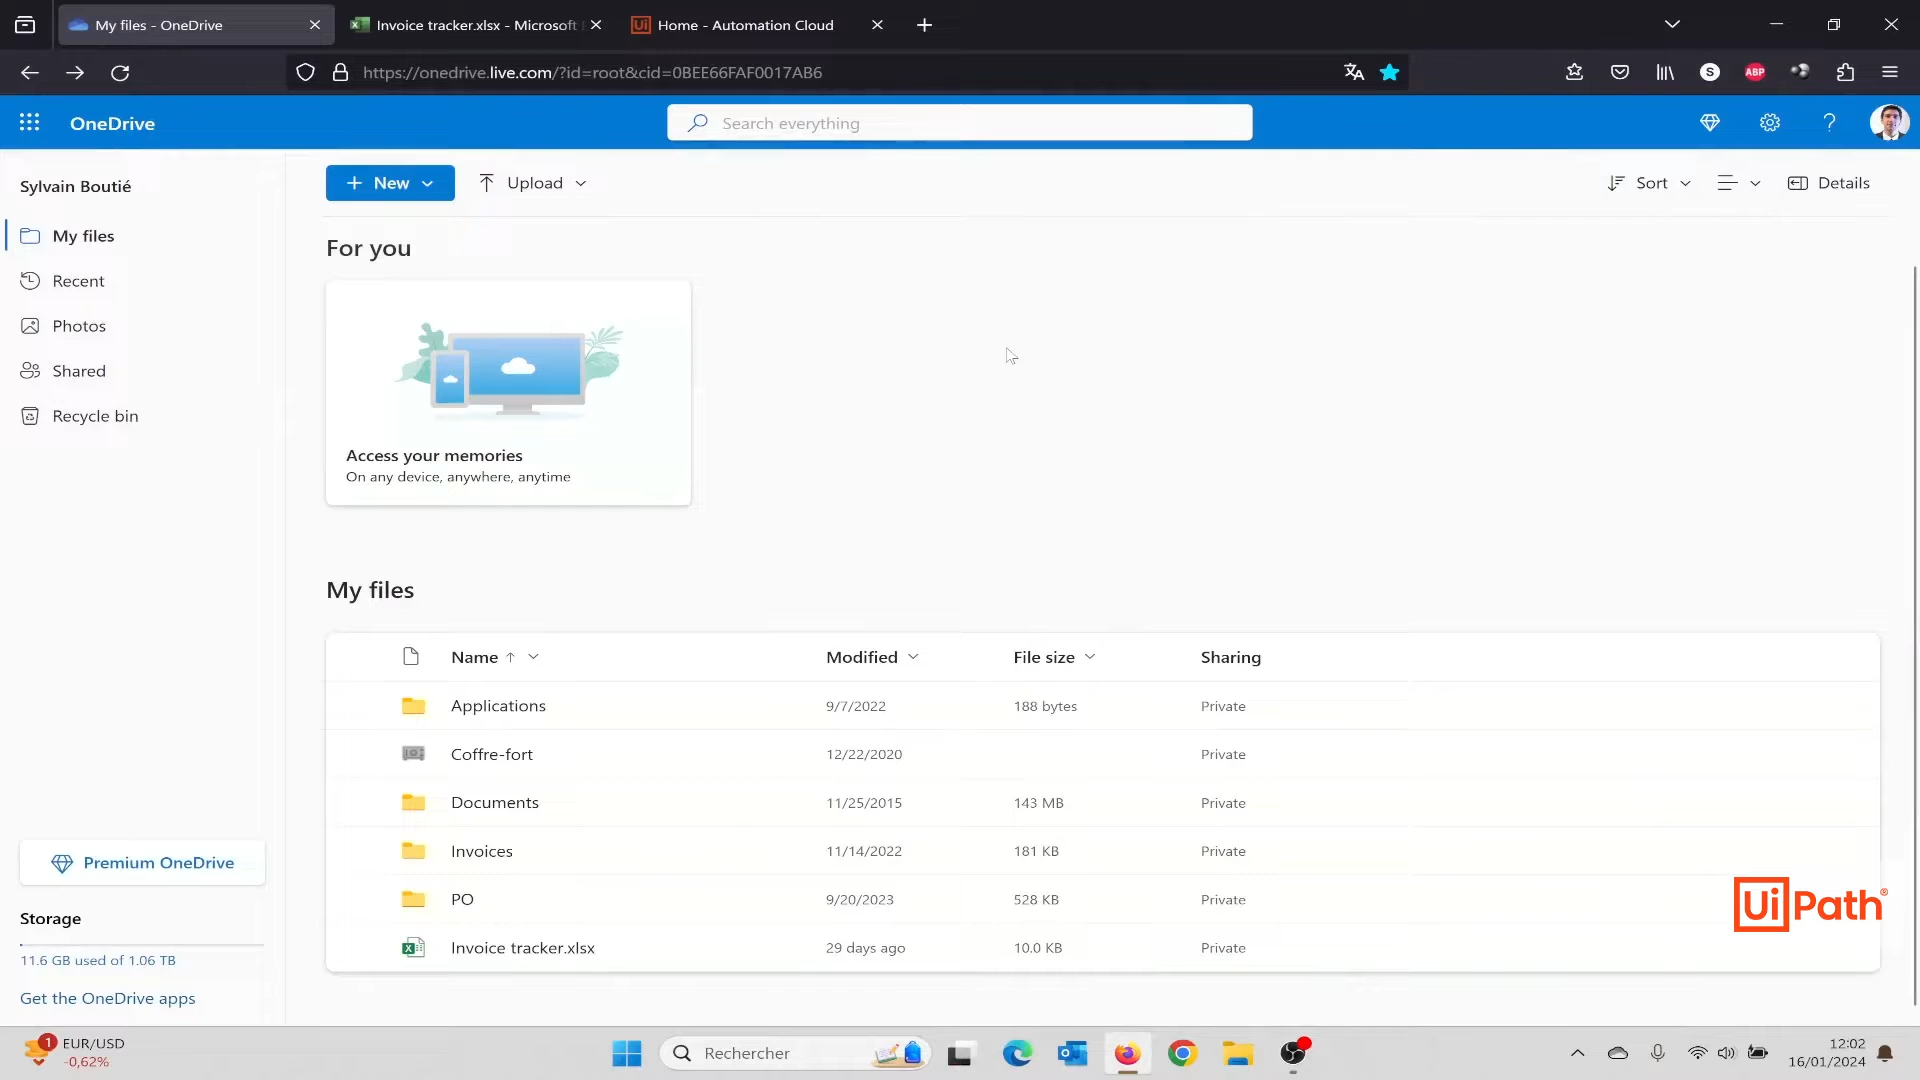 My files - OneDrive
Invoice tracker.xlsx - Microsoft
Home - Automation Cloud
https://onedrive.live.com/?id=root&cid=0BEE66FAF0017AB6
S
ABP
OneDrive
Search everything
?
Sylvain Boutié
My files
Recent
Photos
Shared
Recycle bin
Premium OneDrive
Storage
11.6 GB used of 1.06 TB
Get the OneDrive apps
New
Upload
Sort
Details
For you
Access your memories
On any device, anywhere, anytime
My files
Name Modified File size Sharing
Applications 9/7/2022 188 bytes Private
Coffre-fort 12/22/2020 Private
Documents 11/25/2015 143 MB Private
Invoices 11/14/2022 181 KB Private
PO 9/20/2023 528 KB Private
Invoice tracker.xlsx 29 days ago 10.0 KB Private
UiPath®
1
EUR/USD
-0,62%
Rechercher
12:02
16/01/2024